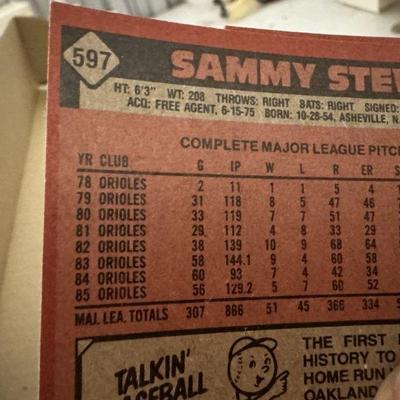 597
SAMMY STEW
HT: 6'3" WT: 208 THROWS: RIGHT BATS: RIGHT SIGNED:
ACQ: FREE AGENT, 6-15-75 BORN: 10-28-54, ASHEVILLE, N.
COMPLETE MAJOR LEAGUE PITC
YR CLUB G IP W L R ER S
78 ORIOLES 2 11 1 1 5 4
79 ORIOLES 31 118 8 5 47 46
80 ORIOLES 33 119 7 7 51 47
81 ORIOLES 29 112 4 8 33 29
82 ORIOLES 38 139 10 9 68 64
83 ORIOLES 58 144.1 9 4 60 58
84 ORIOLES 60 93 7 4 42 34
85 ORIOLES 56 129.2 5 7 60 52
MAJ. LEA. TOTALS 307 866 51 45 366 334 5
TALKIN'
BASEBALL
THE FIRST
HISTORY TO
HOME RUN
OAKLAND